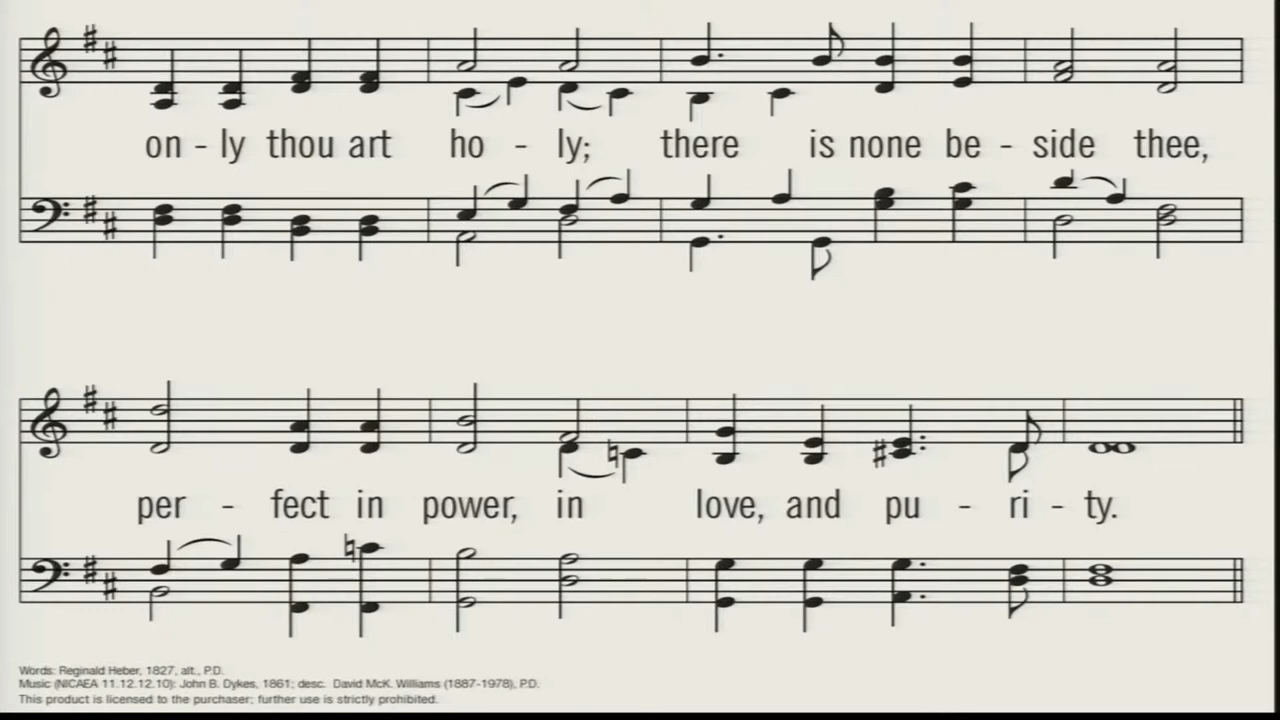 on - ly thou art ho - ly; there is none be - side thee,
per - fect in power, in love, and pu - ri - ty.
Words: Reginald Heber, 1827, alt., P.D.
Music (NICAEA 11.12.12.10): John B. Dykes, 1861; desc. David McK. Williams (1887-1978), P.D.
This product is licensed to the purchaser; further use is strictly prohibited.